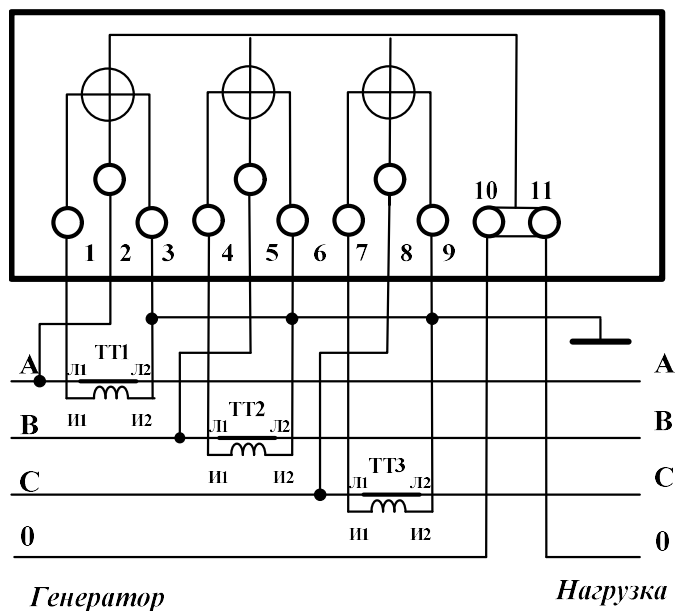 10 11
1 2 3 4 5 6 7 8 9
А ТТ1 А
Л1 Л2
И1 И2
В ТТ2 В
Л1 Л2
И1 И2
С ТТ3 С
Л1 Л2
И1 И2
0 0
Генератор Нагрузка